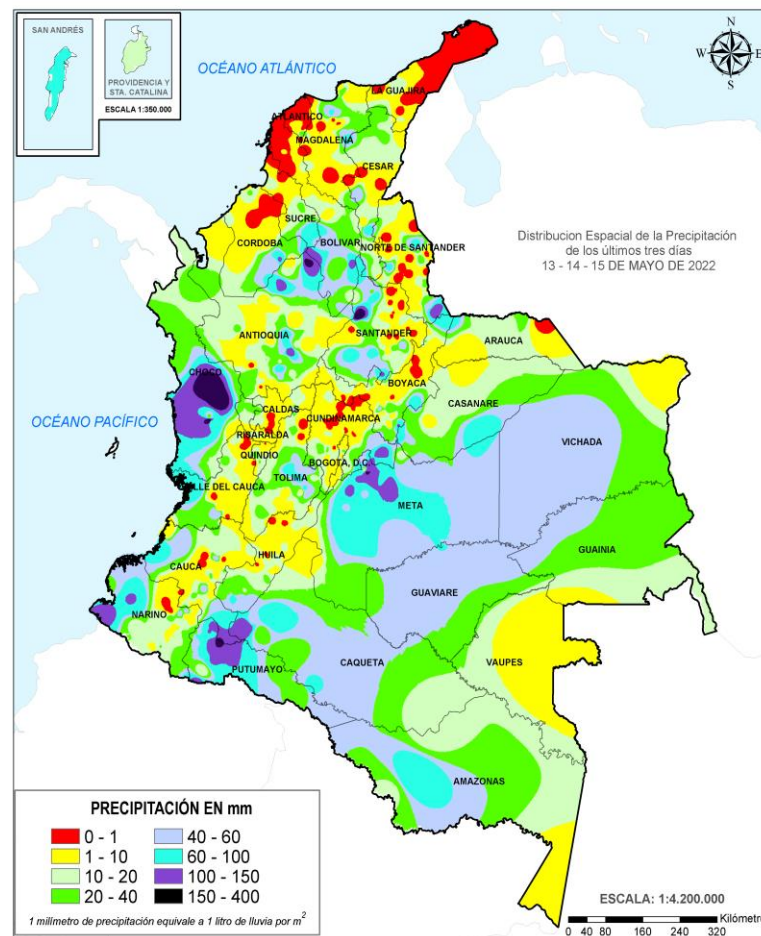 SAN ANDRÉS
PROVIDENCIA Y
STA. CATALINA
ESCALA 1:350.000
OCÉANO ATLÁNTICO
N
W
E
S
LA GUAJIRA
ATLANTICO
MAGDALENA
CESAR
SUCRE
CORDOBA
BOLIVAR
NORTE DE SANTANDER
Distribucion Espacial de la Precipitación
de los últimos tres días
13 - 14 - 15 DE MAYO DE 2022
ANTIOQUIA
SANTANDER
ARAUCA
CHOCO
BOYACA
CASANARE
OCÉANO PACÍFICO
CALDAS
CUNDINAMARCA
RISARALDA
QUINDIO
BOGOTA, D.C.
VICHADA
TOLIMA
VALLE DEL CAUCA
META
GUAINIA
HUILA
CAUCA
GUAVIARE
NARINO
PUTUMAYO
CAQUETA
VAUPES
AMAZONAS
PRECIPITACIÓN EN mm
0 - 1
40 - 60
1 - 10
60 - 100
10 - 20
100 - 150
20 - 40
150 - 400
1 milímetro de precipitación equivale a 1 litro de lluvia por m²
ESCALA: 1:4.200.000
Kilómetro
0 40 80 160 240 320